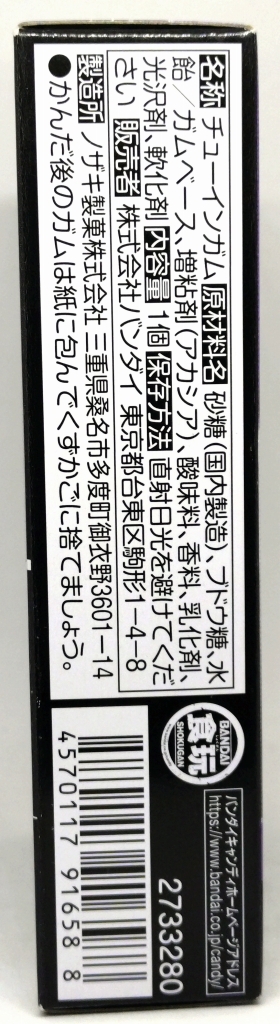 名称 チューインガム 原材料名 砂糖(国内製造)、ブドウ糖、水
飴／ガムベース、増粘剤(アカシア)、酸味料、香料、乳化剤、
光沢剤、軟化剤 内容量 1個 保存方法 直射日光を避けてくだ
さい 販売者 株式会社バンダイ 東京都台東区駒形1-4-8
製造所 ノザキ製菓株式会社 三重県桑名市多度町御衣野3601-14
●かんだ後のガムは紙に包んでくずかごに捨てましょう。
BANDAI
食玩
SHOKUGAN
バンダイキャンディホームページアドレス
https://www.bandai.co.jp/candy/
2733280
4570117 916588